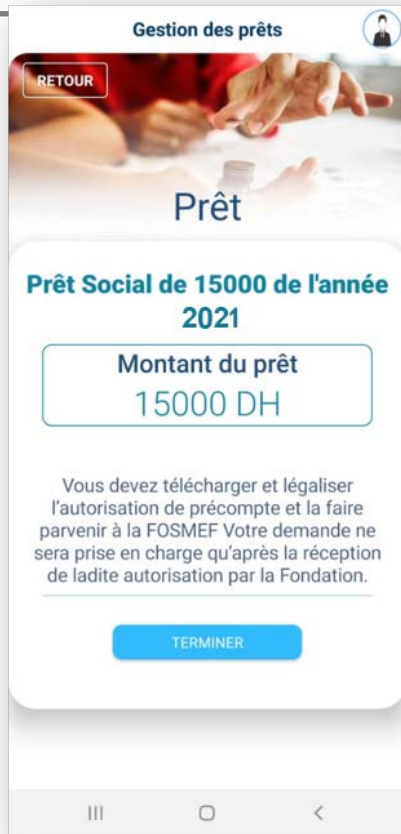 Gestion des prêts
RETOUR
Prêt
Prêt Social de 15000 de l'année
2021
Montant du prêt
15000 DH
Vous devez télécharger et légaliser
l'autorisation de précompte et la faire
parvenir à la FOSMEF Votre demande ne
sera prise en charge qu'après la réception
de ladite autorisation par la Fondation.
TERMINER